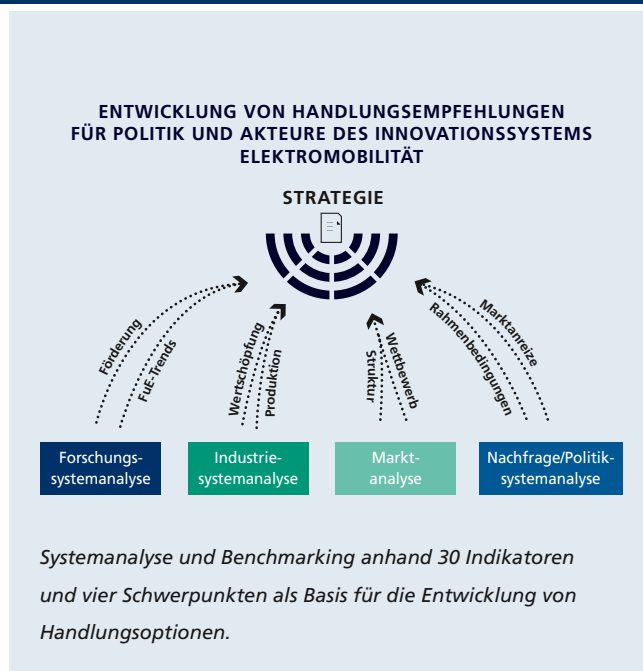 ENTWICKLUNG VON HANDLUNGSEMPFEHLUNGEN
FÜR POLITIK UND AKTEURE DES INNOVATIONSSYSTEMS
ELEKTROMOBILITÄT
STRATEGIE
Förderung
FuE-Trends
Wertschöpfung
Produktion
Struktur
Wettbewerb
Rahmenbedingungen
Marktanreize
Forschungs-
systemanalyse
Industrie-
systemanalyse
Markt-
analyse
Nachfrage/Politik-
systemanalyse
Systemanalyse und Benchmarking anhand 30 Indikatoren
und vier Schwerpunkten als Basis für die Entwicklung von
Handlungsoptionen.